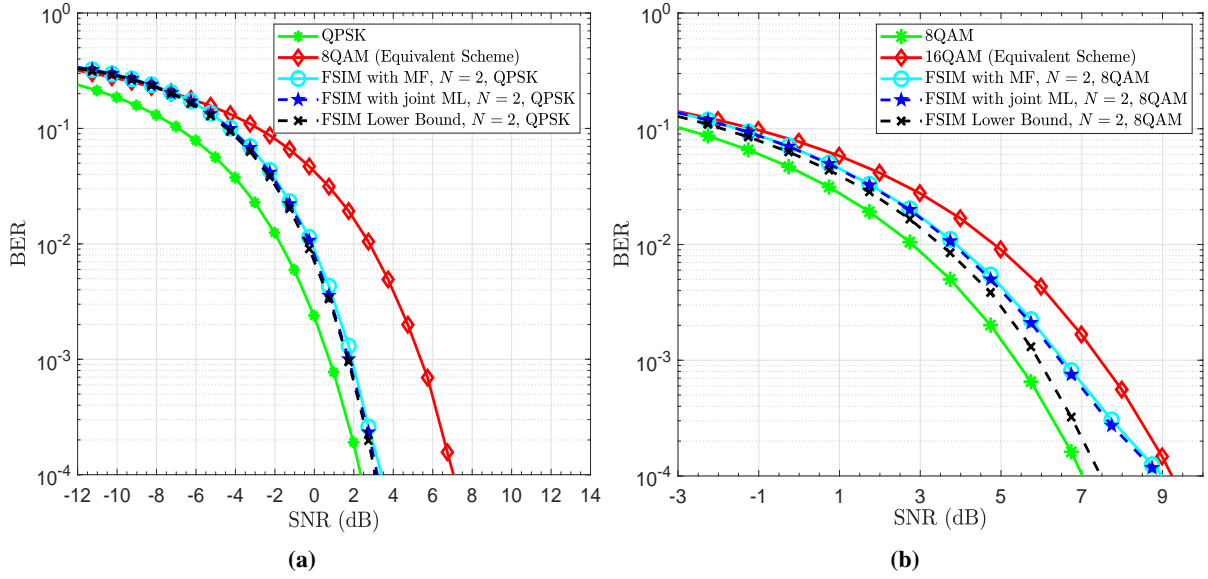 QPSK
8QAM (Equivalent Scheme)
FSIM with MF, N = 2, QPSK
FSIM with joint ML, N = 2, QPSK
FSIM Lower Bound, N = 2, QPSK
10^0
10^-1
10^-2
10^-3
10^-4
BER
-12 -10 -8 -6 -4 -2 0 2 4 6 8 10 12 14
SNR (dB)
(a)
8QAM
16QAM (Equivalent Scheme)
FSIM with MF, N = 2, 8QAM
FSIM with joint ML, N = 2, 8QAM
FSIM Lower Bound, N = 2, 8QAM
10^0
10^-1
10^-2
10^-3
10^-4
BER
-3 -1 1 3 5 7 9
SNR (dB)
(b)